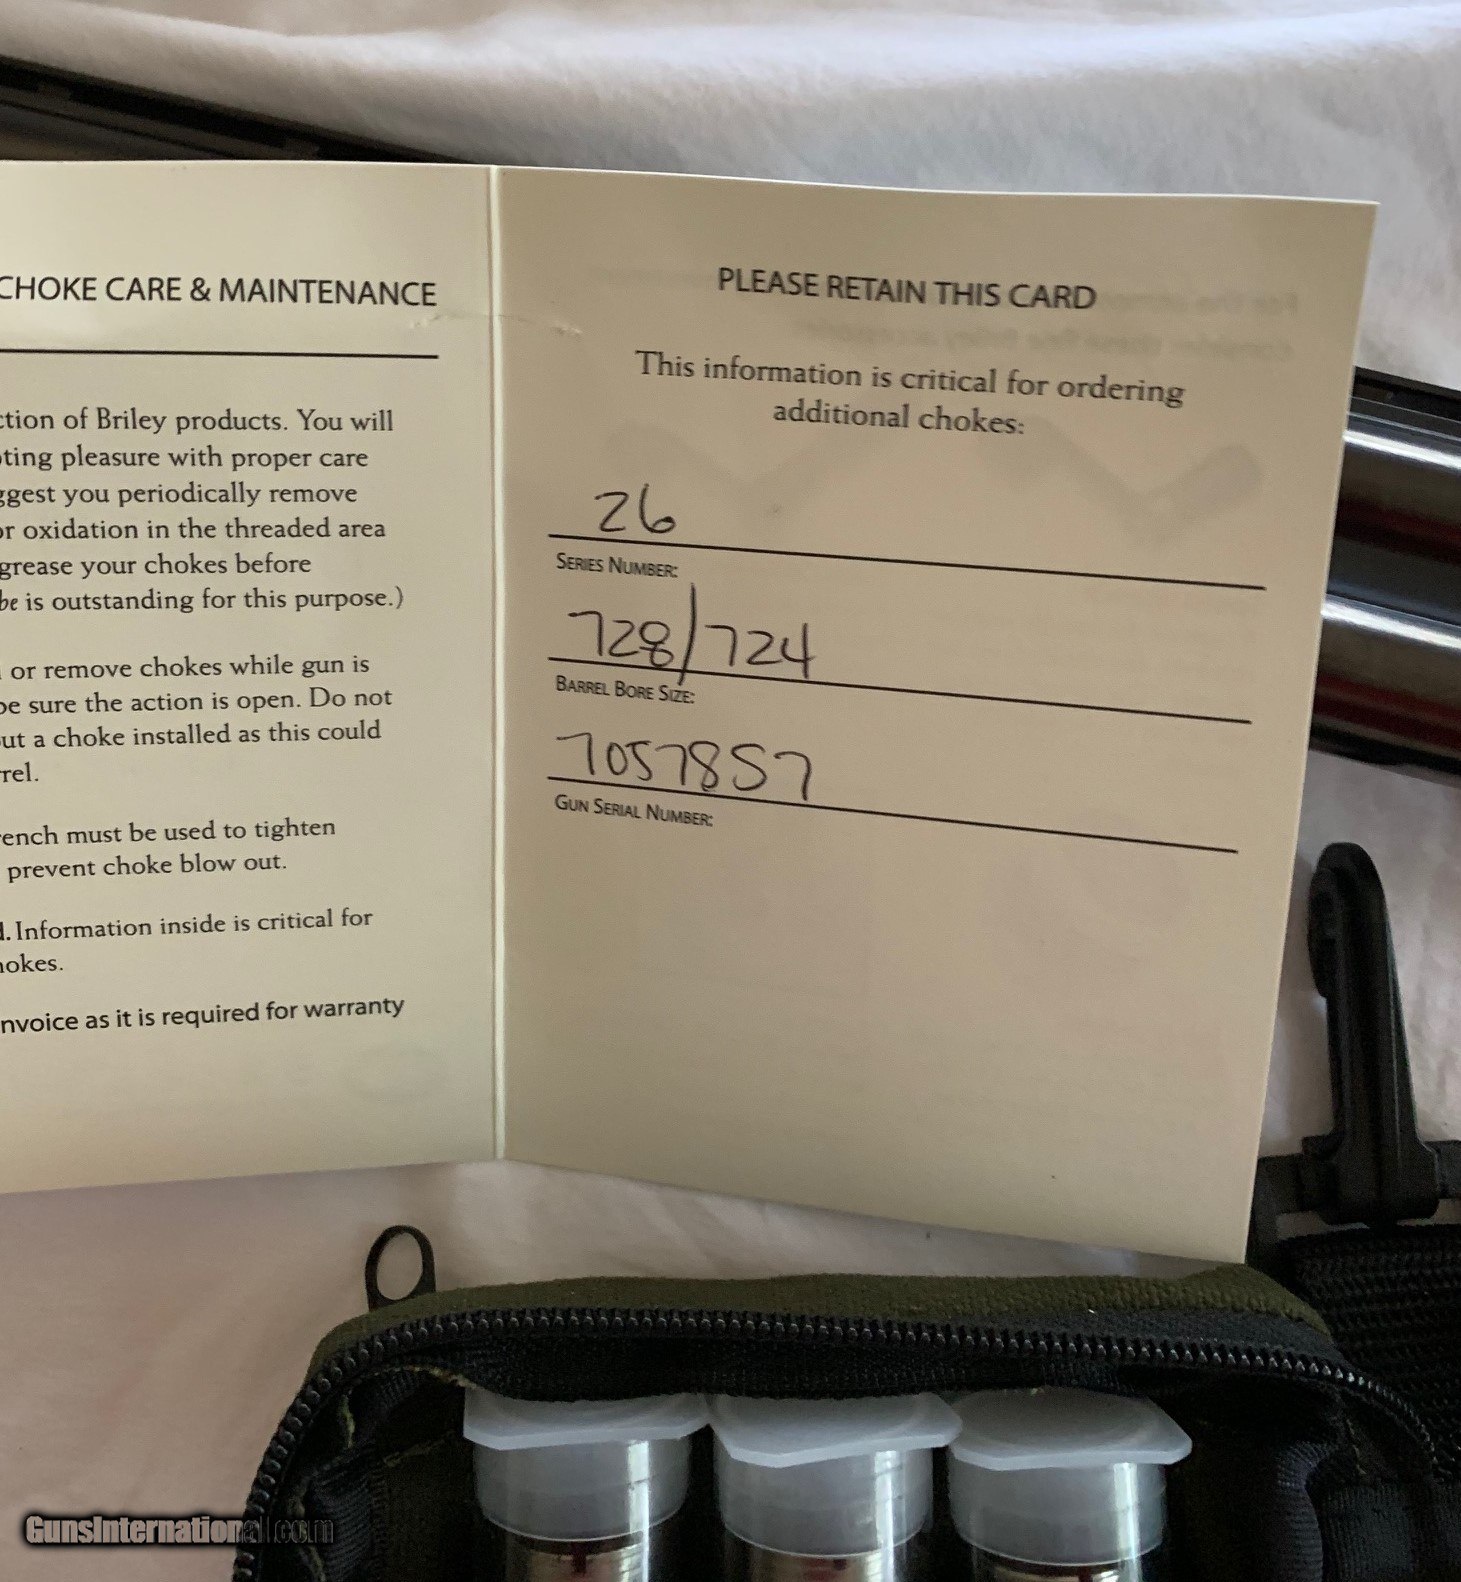 CHOKE CARE & MAINTENANCE
ction of Briley products. You will
oting pleasure with proper care
ggest you periodically remove
or oxidation in the threaded area
grease your chokes before
be is outstanding for this purpose.)
or remove chokes while gun is
be sure the action is open. Do not
out a choke installed as this could
rrel.
rench must be used to tighten
prevent choke blow out.
d. Information inside is critical for
hokes.
nvoice as it is required for warranty
PLEASE RETAIN THIS CARD
This information is critical for ordering
additional chokes:
26
SERIES NUMBER:
728/724
BARREL BORE SIZE:
7057857
GUN SERIAL NUMBER:
GunsInternational.com